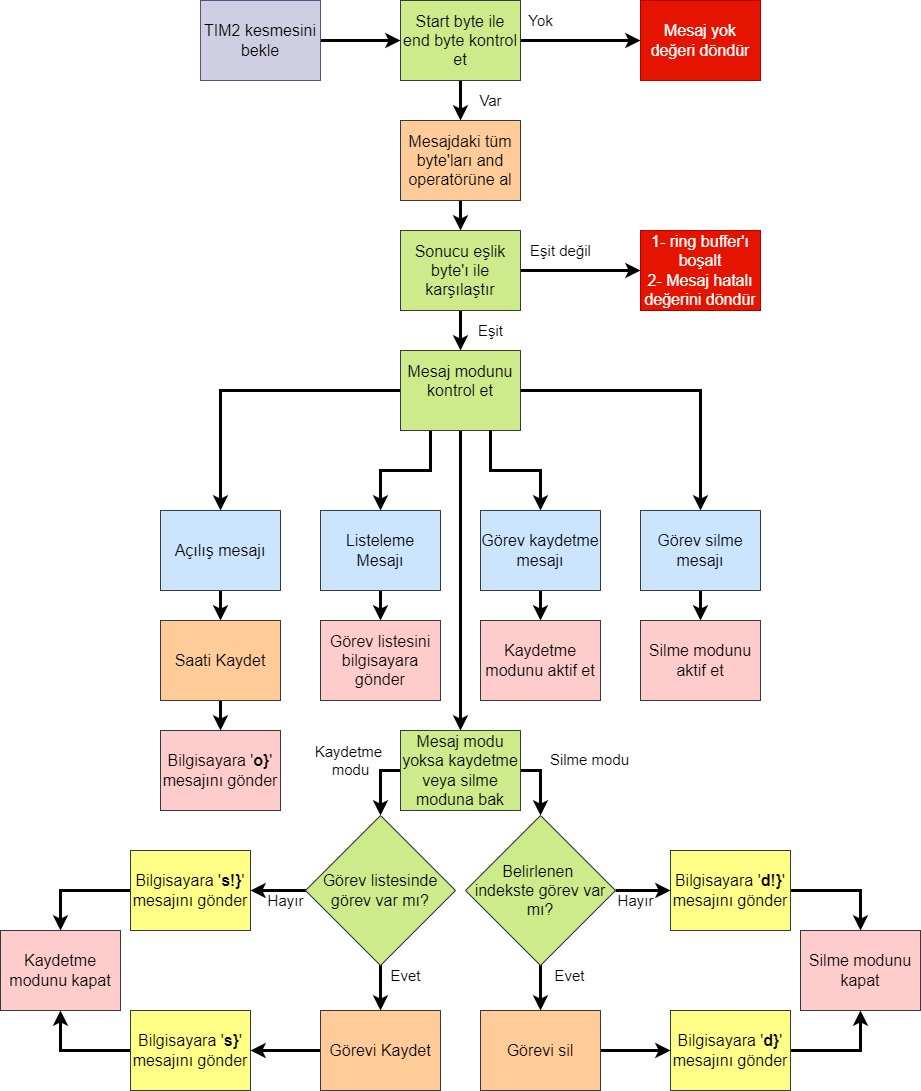 TIM2 kesmesini
bekle
Start byte ile
end byte kontrol
et
Yok
Mesaj yok
değeri döndür
Var
Mesajdaki tüm
byte'ları and
operatörüne al
Sonucu eşlik
byte'ı ile
karşılaştır
Eşit değil
1- ring buffer'ı
boşalt
2- Mesaj hatalı
değerini döndür
Eşit
Mesaj modunu
kontrol et
Açılış mesajı
Listeleme
Mesajı
Görev kaydetme
mesajı
Görev silme
mesajı
Saati Kaydet
Görev listesini
bilgisayara
gönder
Kaydetme
modunu aktif et
Silme modunu
aktif et
Bilgisayara 'o}'
mesajını gönder
Kaydetme
modu
Mesaj modu
yoksa kaydetme
veya silme
moduna bak
Silme modu
Bilgisayara 's!}'
mesajını gönder
Hayır
Görev listesinde
görev var mı?
Belirlenen
indekste görev var
mı?
Hayır
Bilgisayara 'd!}'
mesajını gönder
Kaydetme
modunu kapat
Evet
Evet
Silme modunu
kapat
Bilgisayara 's}'
mesajını gönder
Görevi Kaydet
Görevi sil
Bilgisayara 'd}'
mesajını gönder